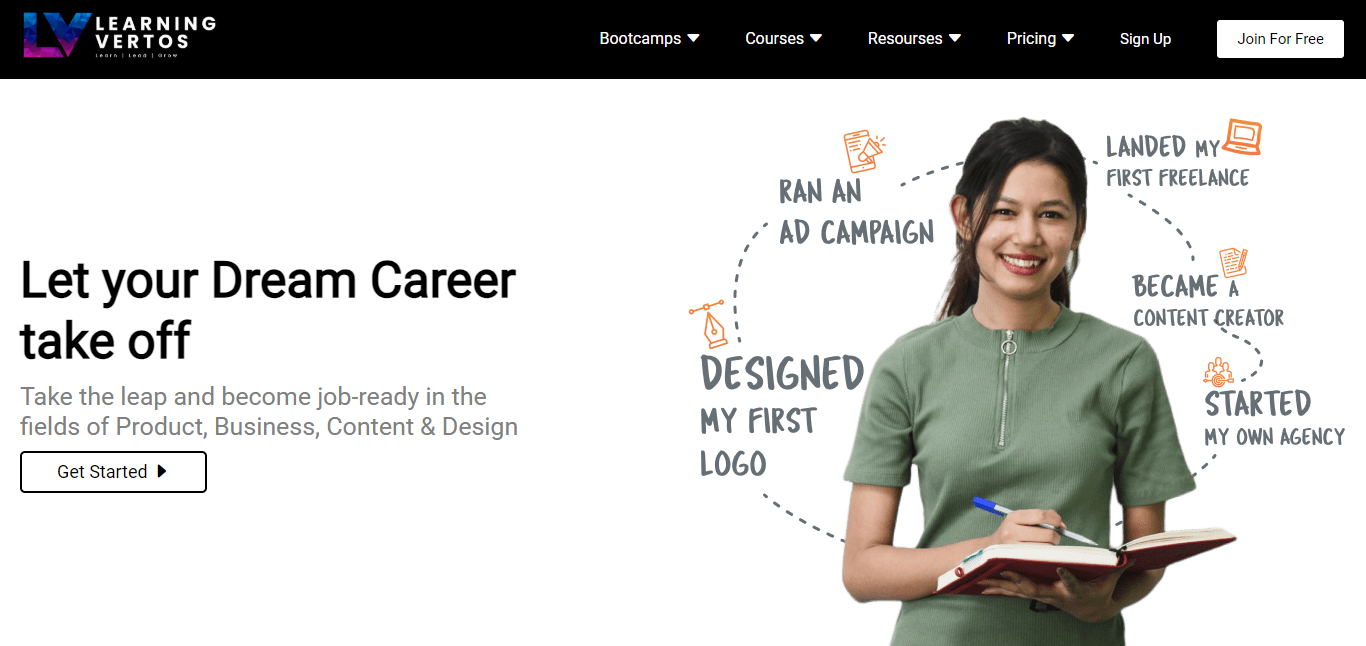 LEARNING
VERTOS
Learn | Lead | Grow
Bootcamps
Courses
Resourses
Pricing
Sign Up
Join For Free
Let your Dream Career
take off
Take the leap and become job-ready in the
fields of Product, Business, Content & Design
Get Started
RAN AN
AD CAMPAIGN
DESIGNED
MY FIRST
LOGO
LANDED MY
FIRST FREELANCE
BECAME A
CONTENT CREATOR
STARTED
MY OWN AGENCY